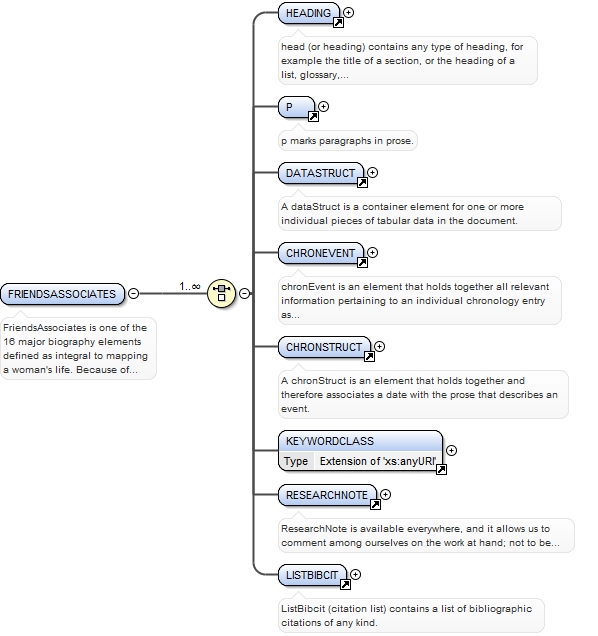 HEADING
head (or heading) contains any type of heading, for
example the title of a section, or the heading of a
list, glossary,...
P
p marks paragraphs in prose.
DATASTRUCT
A dataStruct is a container element for one or more
individual pieces of tabular data in the document.
CHRONEVENT
chronEvent is an element that holds together all relevant
information pertaining to an individual chronology entry
as...
FRIENDSASSOCIATES
1..∞
FriendsAssociates is one of the
16 major biography elements
defined as integral to mapping
a woman's life. Because of...
CHRONSTRUCT
A chronStruct is an element that holds together and
therefore associates a date with the prose that describes an
event.
KEYWORDCLASS
Type Extension of 'xs:anyURI'
RESEARCHNOTE
ResearchNote is available everywhere, and it allows us to
comment among ourselves on the work at hand; not to be...
LISTBIBCIT
ListBibcit (citation list) contains a list of bibliographic
citations of any kind.